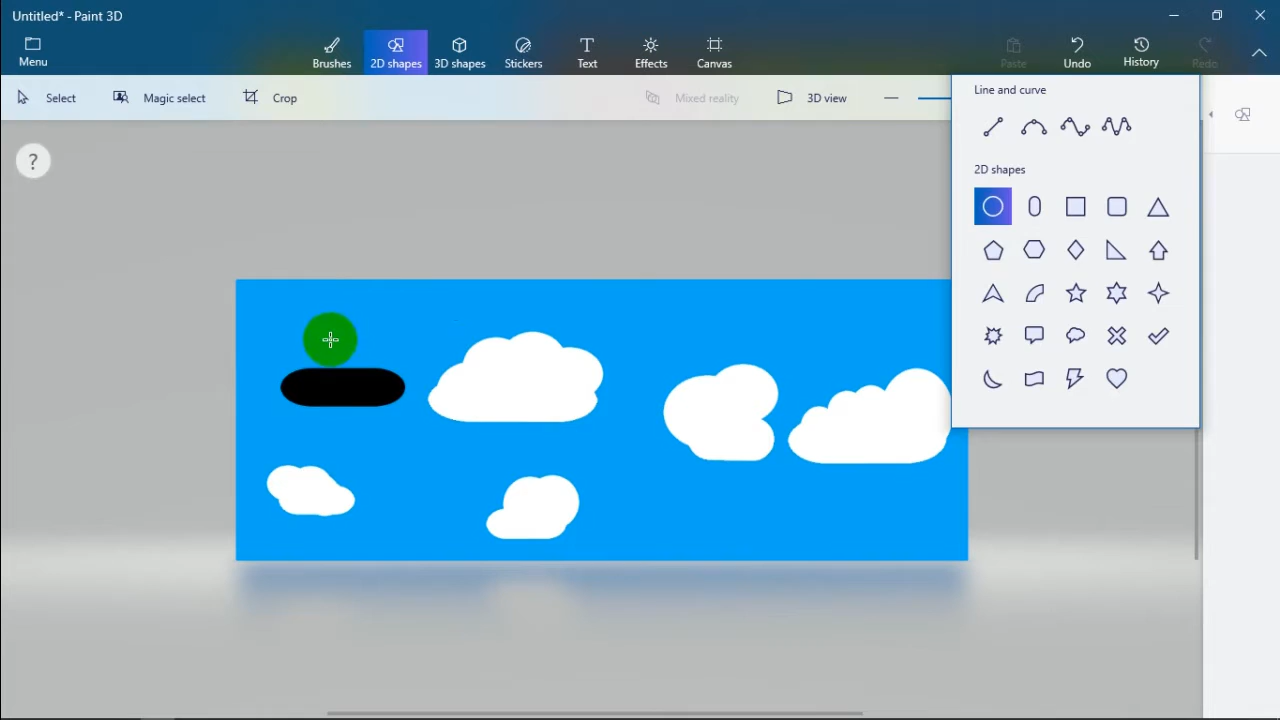 Untitled* - Paint 3D
Menu
Brushes
2D shapes
3D shapes
Stickers
Text
Effects
Canvas
Paste
Undo
History
Redo
Select
Magic select
Crop
Mixed reality
3D view
Line and curve
?
2D shapes